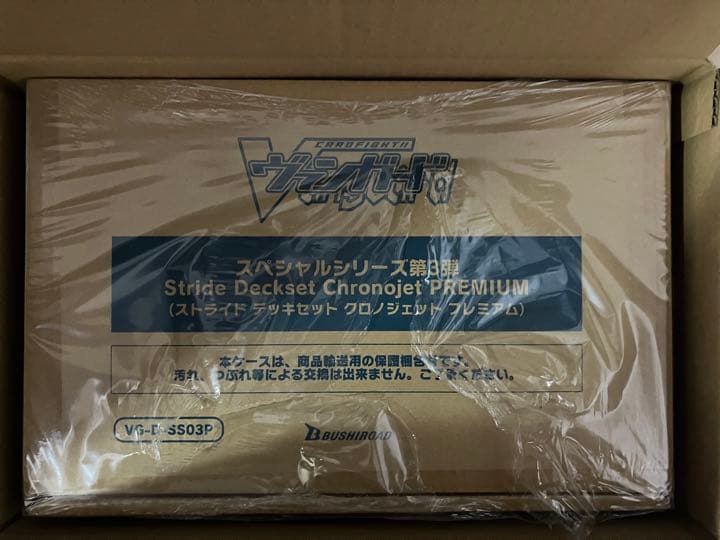 CARDFIGHT!!
ヴァンガード
スペシャルシリーズ第3弾
Stride Deckset Chronojet PREMIUM
(ストライド デッキセット クロノジェット プレミアム)
本ケースは、商品輸送用の保護梱包材です。
汚れ、つぶれ等による交換は出来ません。ご了承ください。
VG-D-SS03P
BUSHIROAD